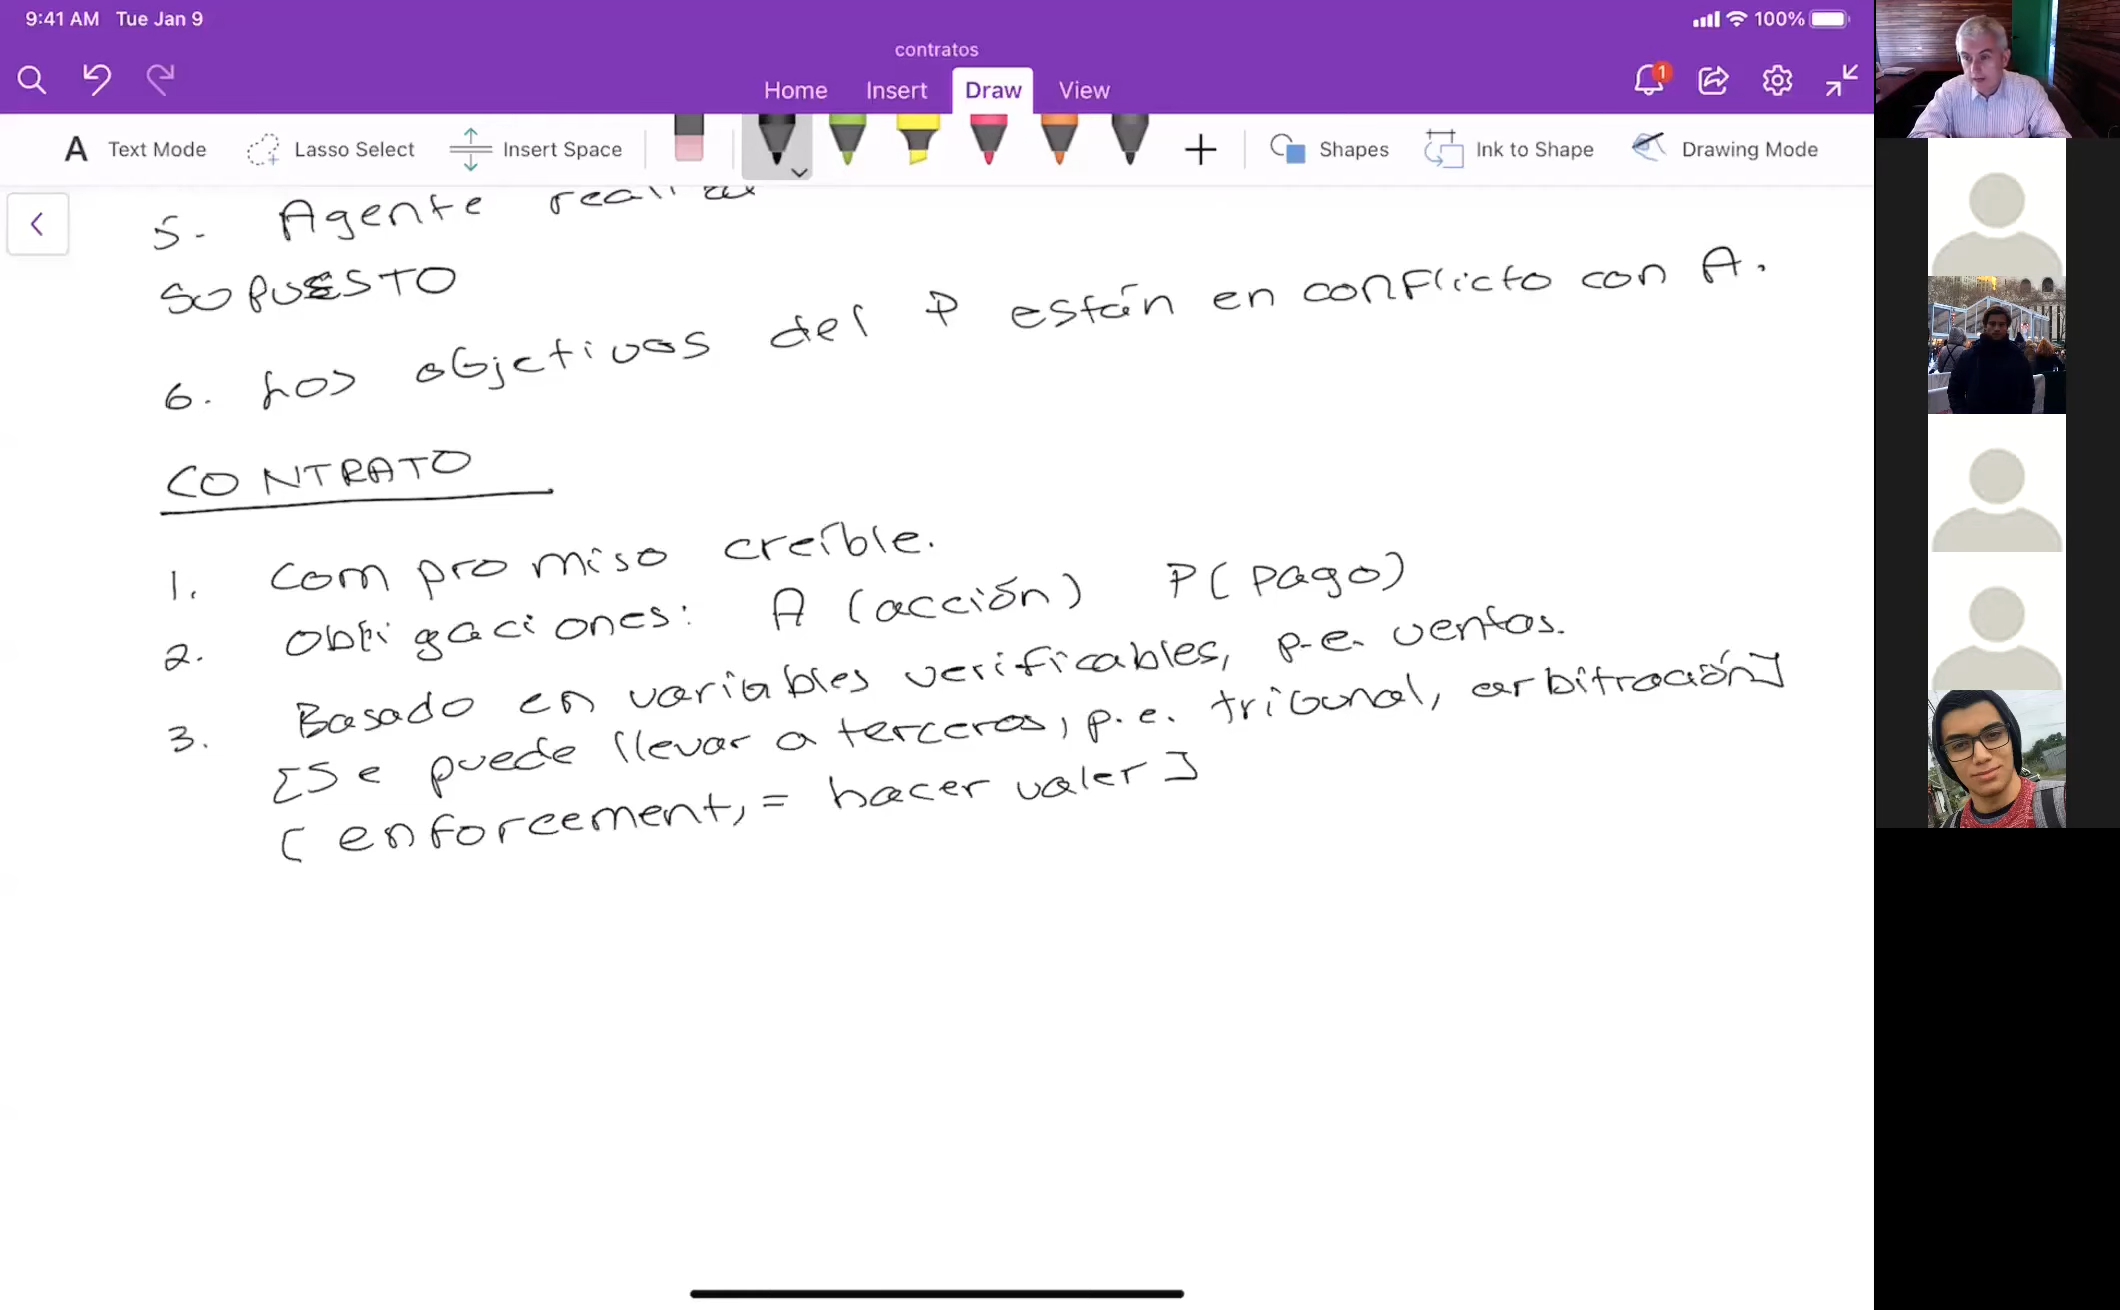 9:41 AM Tue Jan 9
100%
contratos
1
Home Insert Draw View
A Text Mode Lasso Select Insert Space + Shapes Ink to Shape Drawing Mode
5. Agente
SUPUESTO
6. Los objetivos del P están en conflicto con A.
CONTRATO
1. Compromiso creíble.
2. Obligaciones: A (acción) P(pago)
3. Basado en variables verificables, p.e. ventas.
[Se puede llevar a terceros, p.e. tribunal, arbitración]
(enforcement, = hacer valer]